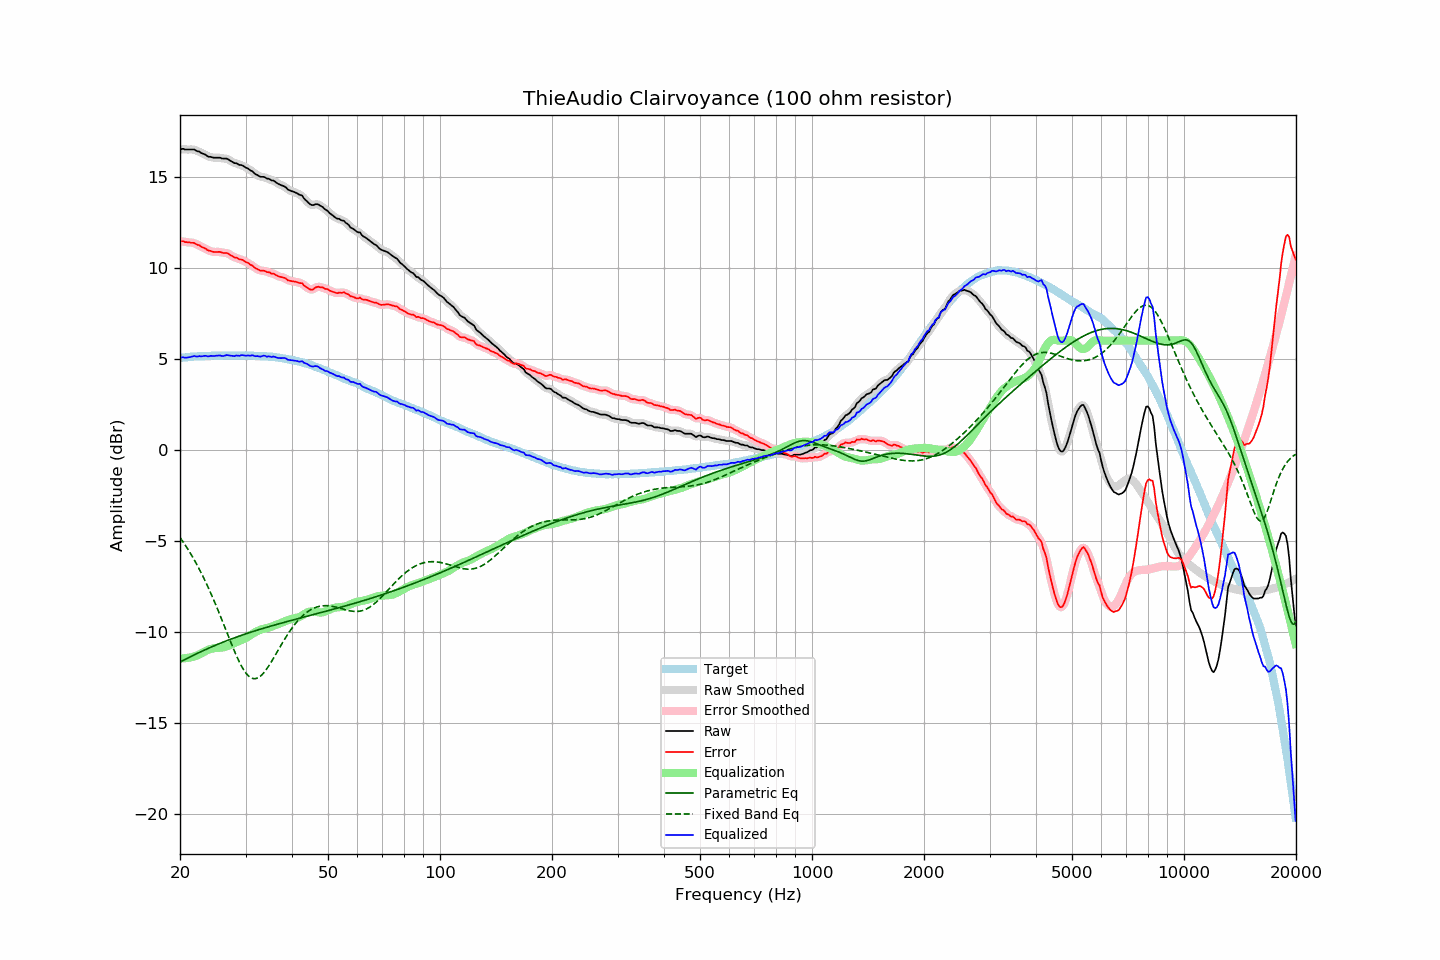 ThieAudio Clairvoyance (100 ohm resistor)
15
10
5
0
−5
−10
−15
−20
Amplitude (dBr)
Target
Raw Smoothed
Error Smoothed
Raw
Error
Equalization
Parametric Eq
Fixed Band Eq
Equalized
20 50 100 200 500 1000 2000 5000 10000 20000
Frequency (Hz)